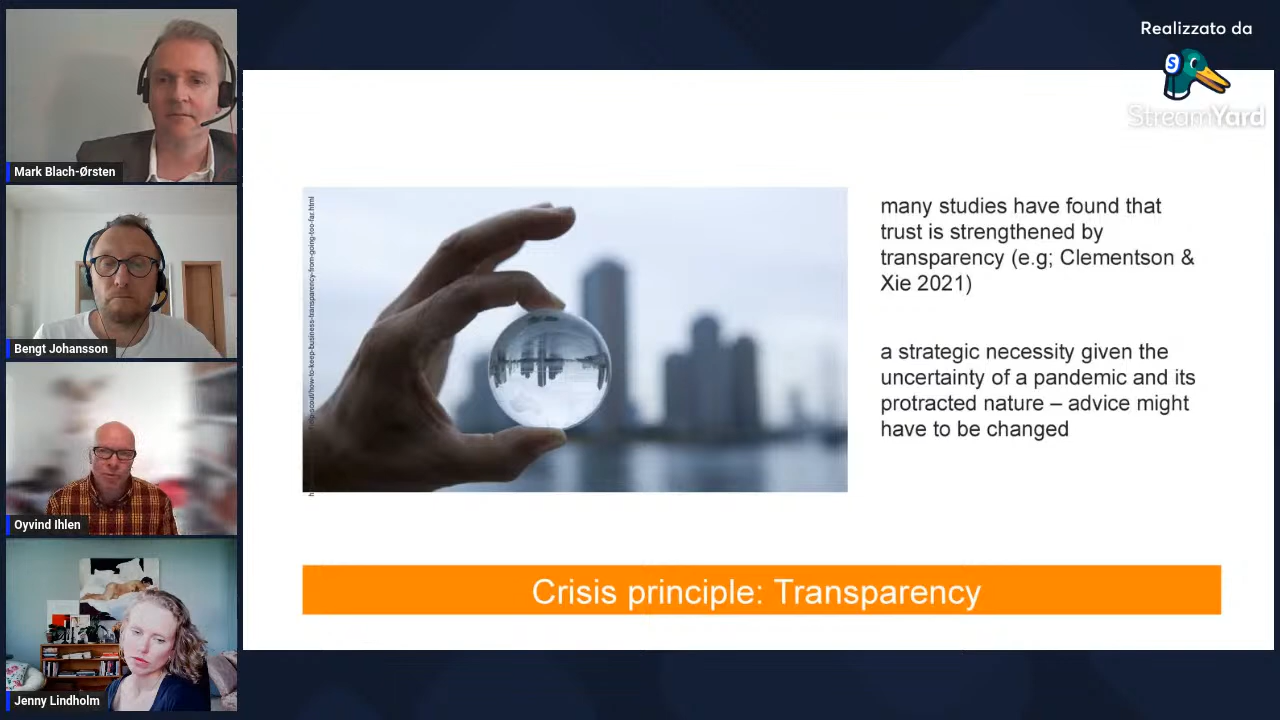 Realizzato da
StreamYard
Mark Blach-Ørsten
Bengt Johansson
Oyvind Ihlen
Jenny Lindholm
many studies have found that
trust is strengthened by
transparency (e.g; Clementson &
Xie 2021)
a strategic necessity given the
uncertainty of a pandemic and its
protracted nature – advice might
have to be changed
Crisis principle: Transparency